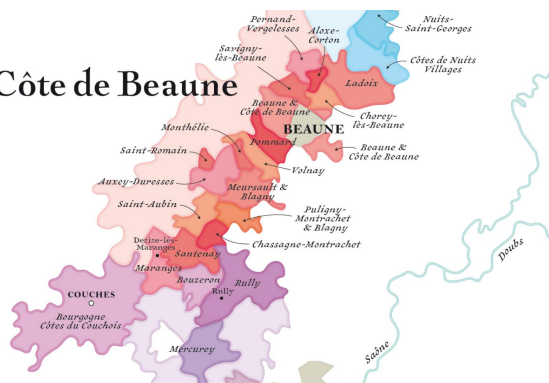 Pernand-
Vergelesses
Aloxe-
Corton
Nuits-
Saint-Georges
Savigny-
lès-Beaune
Côtes de Nuits
Villages
Côte de Beaune
Ladoix
Beaune &
Côte de Beaune
Chorey-
lès-Beaune
Monthélie
BEAUNE
Pommard
Saint-Romain
Beaune &
Côte de Beaune
Volnay
Auxey-Duresses
Meursault &
Blagny
Saint-Aubin
Puligny-
Montrachet
& Blagny
Dezize-lès-
Maranges
Chassagne-Montrachet
Santenay
Maranges
Bouzeron
Rully
Rully
COUCHES
Bourgogne
Côtes du Couchois
Mercurey
Doubs
Saône